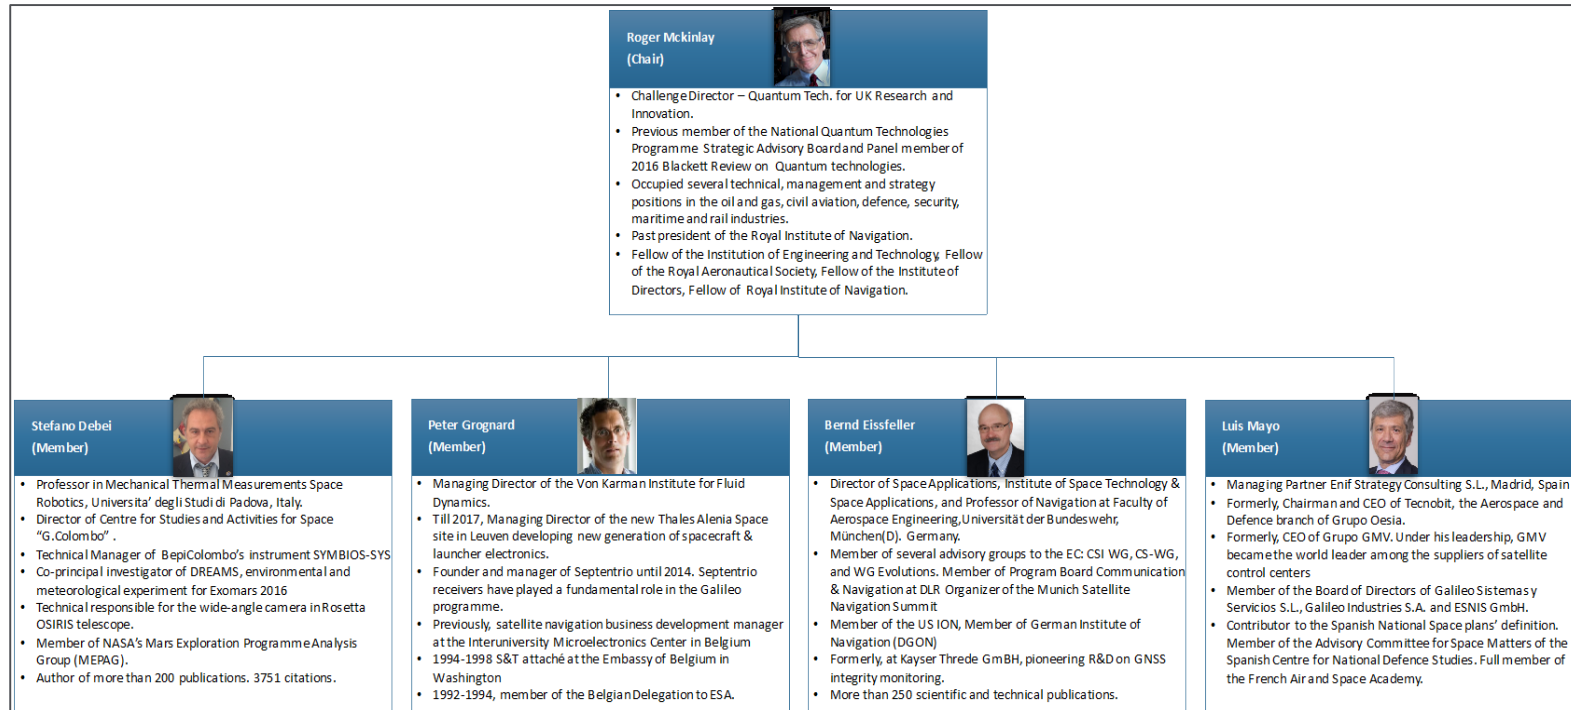 Roger Mckinlay
(Chair)
• Challenge Director – Quantum Tech. for UK Research and
Innovation.
• Previous member of the National Quantum Technologies
Programme Strategic Advisory Board and Panel member of
2016 Blackett Review on Quantum technologies.
• Occupied several technical, management and strategy
positions in the oil and gas, civil aviation, defence, security,
maritime and rail industries.
• Past president of the Royal Institute of Navigation.
• Fellow of the Institution of Engineering and Technology, Fellow
of the Royal Aeronautical Society, Fellow of the Institute of
Directors, Fellow of Royal Institute of Navigation.
Stefano Debei
(Member)
• Professor in Mechanical Thermal Measurements Space
Robotics, Universita’ degli Studi di Padova, Italy.
• Director of Centre for Studies and Activities for Space
“G.Colombo” .
• Technical Manager of BepiColombo’s instrument SYMBIOS-SYS
• Co-principal investigator of DREAMS, environmental and
meteorological experiment for Exomars 2016
• Technical responsible for the wide-angle camera in Rosetta
OSIRIS telescope.
• Member of NASA’s Mars Exploration Programme Analysis
Group (MEPAG).
• Author of more than 200 publications. 3751 citations.
Peter Grognard
(Member)
• Managing Director of the Von Karman Institute for Fluid
Dynamics.
• Till 2017, Managing Director of the new Thales Alenia Space
site in Leuven developing new generation of spacecraft &
launcher electronics.
• Founder and manager of Septentrio until 2014. Septentrio
receivers have played a fundamental role in the Galileo
programme.
• Previously, satellite navigation business development manager
at the Interuniversity Microelectronics Center in Belgium
• 1994-1998 S&T attaché at the Embassy of Belgium in
Washington
• 1992-1994, member of the Belgian Delegation to ESA.
Bernd Eissfeller
(Member)
• Director of Space Applications, Institute of Space Technology &
Space Applications, and Professor of Navigation at Faculty of
Aerospace Engineering,Universität der Bundeswehr,
München(D). Germany.
• Member of several advisory groups to the EC: CSI WG, CS-WG,
and WG Evolutions. Member of Program Board Communication
& Navigation at DLR Organizer of the Munich Satellite
Navigation Summit
• Member of the US ION, Member of German Institute of
Navigation (DGON)
• Formerly, at Kayser Threde GmBH, pioneering R&D on GNSS
integrity monitoring.
• More than 250 scientific and technical publications.
Luis Mayo
(Member)
• Managing Partner Enif Strategy Consulting S.L., Madrid, Spain
• Formerly, Chairman and CEO of Tecnobit, the Aerospace and
Defence branch of Grupo Oesia.
• Formerly, CEO of Grupo GMV. Under his leadership, GMV
became the world leader among the suppliers of satellite
control centers
• Member of the Board of Directors of Galileo Sistemas y
Servicios S.L., Galileo Industries S.A. and ESNIS GmbH.
• Contributor to the Spanish National Space plans’ definition.
Member of the Advisory Committee for Space Matters of the
Spanish Centre for National Defence Studies. Full member of
the French Air and Space Academy.